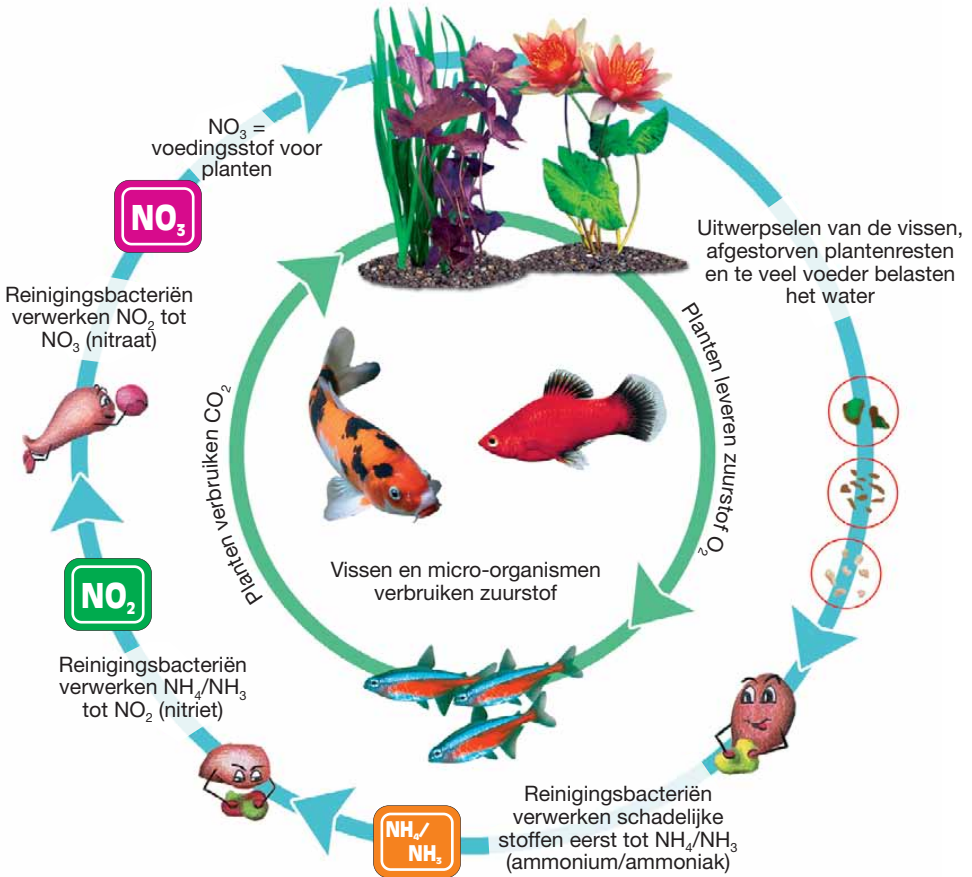 NO₃ =
voedingsstof voor
planten
NO₃
Uitwerpselen van de vissen,
afgestorven plantenresten
en te veel voeder belasten
het water
Reinigingsbacteriën
verwerken NO₂ tot
NO₃ (nitraat)
Planten verbruiken CO₂
Planten leveren zuurstof O₂
Vissen en micro-organismen
verbruiken zuurstof
NO₂
Reinigingsbacteriën
verwerken NH₄/NH₃
tot NO₂ (nitriet)
NH₄/
NH₃
Reinigingsbacteriën
verwerken schadelijke
stoffen eerst tot NH₄/NH₃
(ammonium/ammoniak)